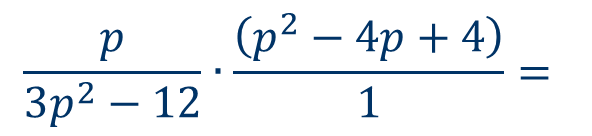 p/(3p² − 12) · (p² − 4p + 4)/1 =